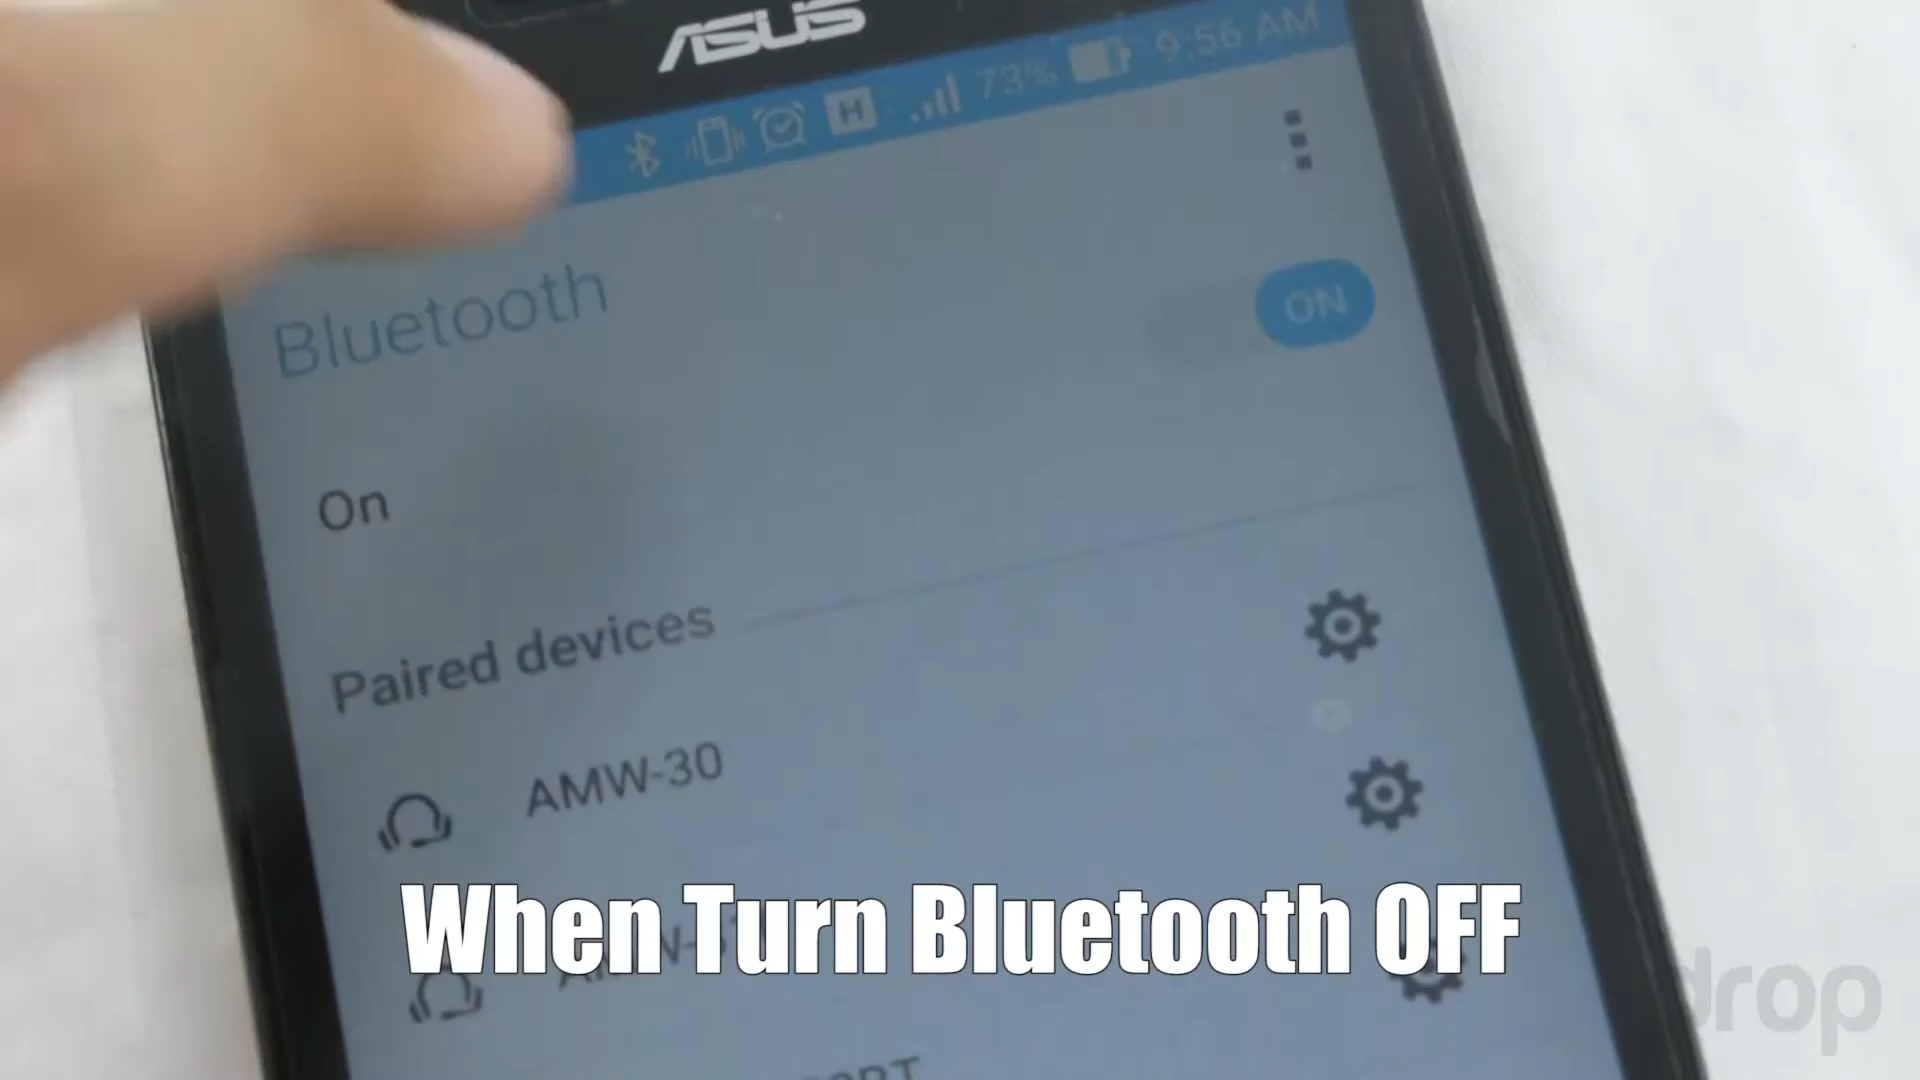 ASUS
H 73% 9:56 AM
Bluetooth
ON
On
Paired devices
AMW-30
When Turn Bluetooth OFF
drop